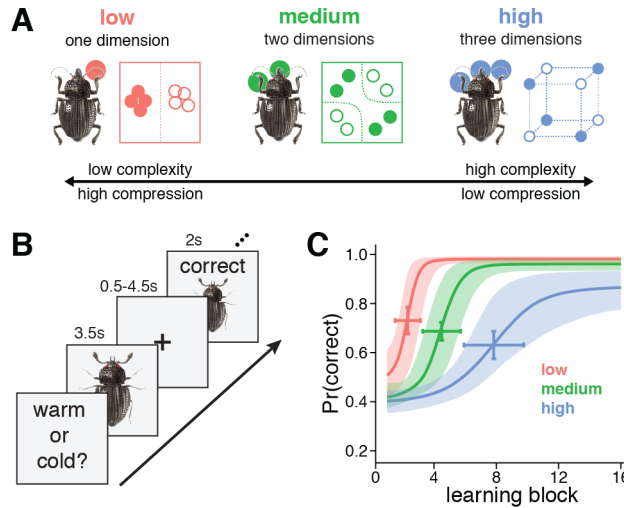 A
low
one dimension
medium
two dimensions
high
three dimensions
low complexity
high compression
high complexity
low compression
B
warm
or
cold?
3.5s
0.5-4.5s
+
2s
correct
C
Pr(correct)
1.0
0.8
0.6
0.4
0.2
low
medium
high
0 4 8 12 16
learning block